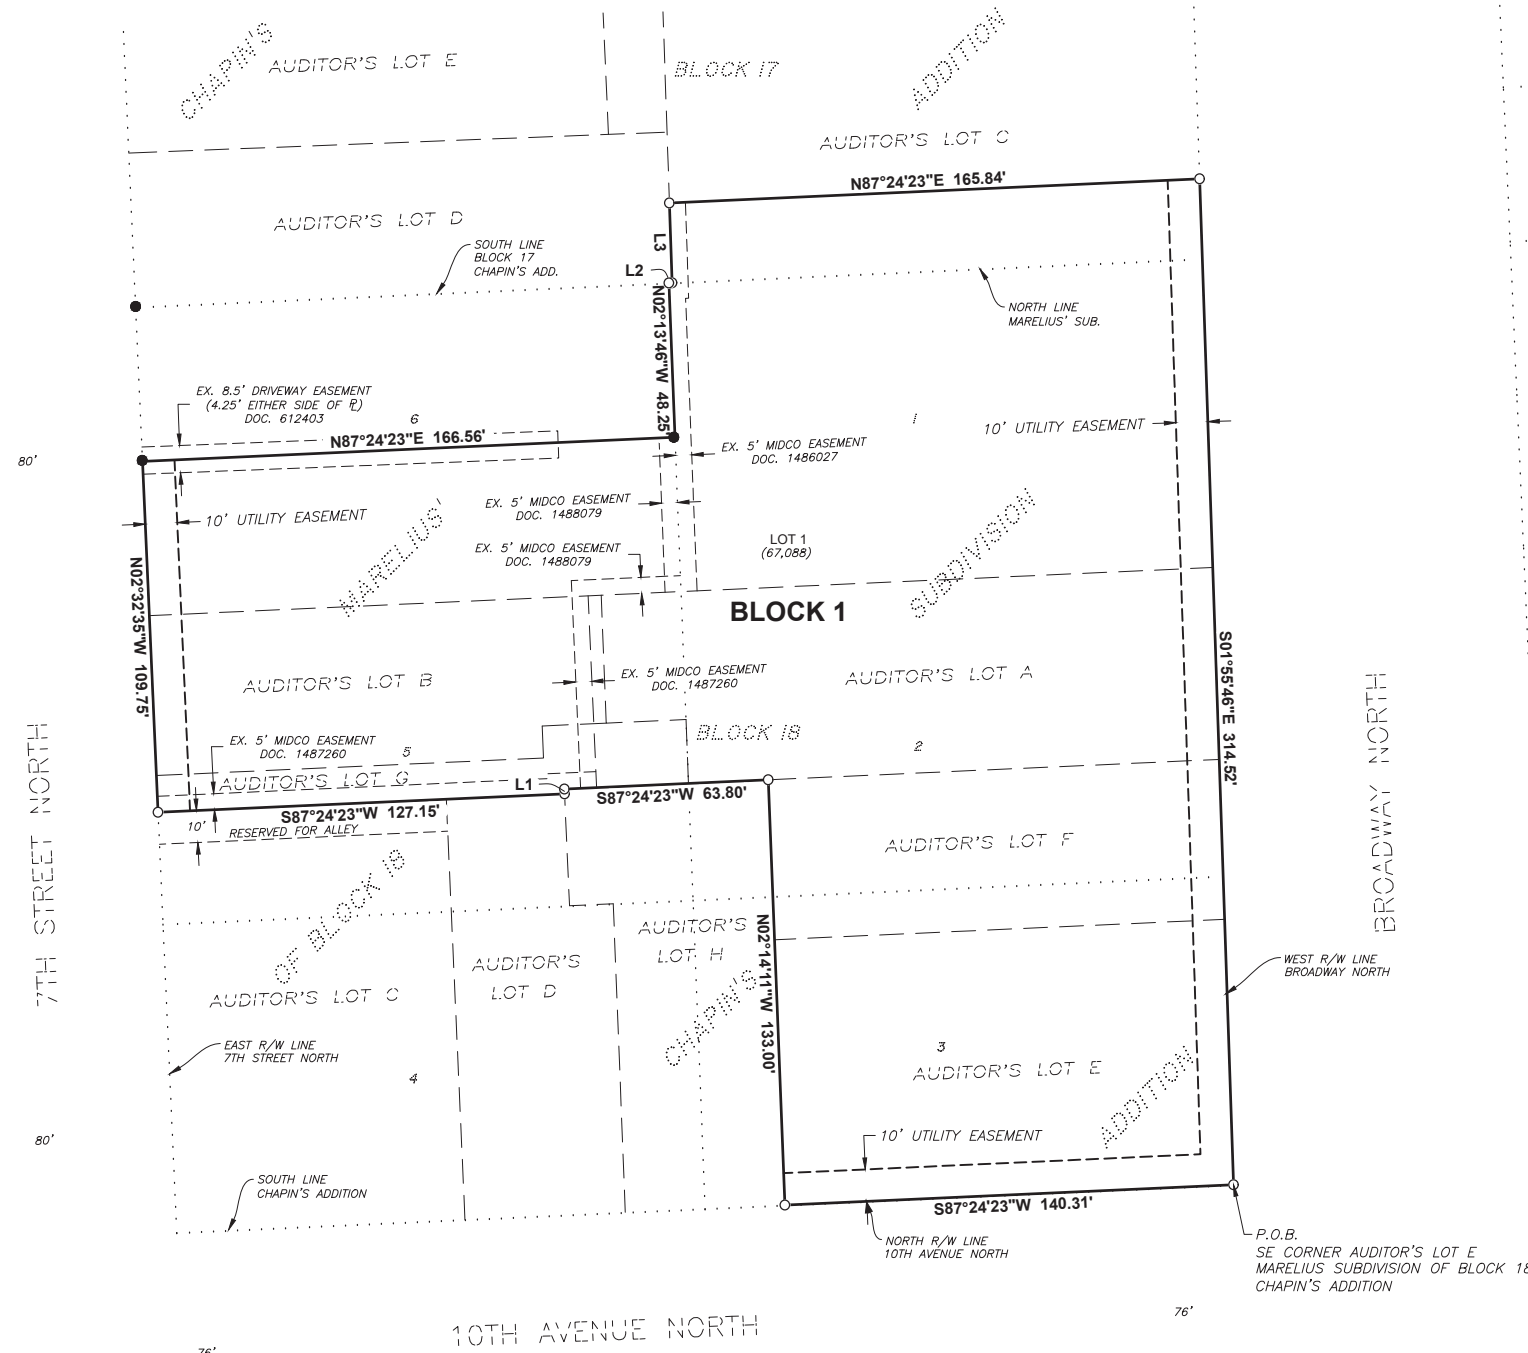 CHAPIN'S
AUDITOR'S LOT E
BLOCK 17
ADDITION
AUDITOR'S LOT C
N87°24'23"E 165.84'
AUDITOR'S LOT D
SOUTH LINE
BLOCK 17
CHAPIN'S ADD.
L3
L2
NORTH LINE
MARELIUS' SUB.
N02°13'46"W 48.25'
EX. 8.5' DRIVEWAY EASEMENT
(4.25' EITHER SIDE OF PL)
DOC. 612403
6
N87°24'23"E 166.56'
1
10' UTILITY EASEMENT
EX. 5' MIDCO EASEMENT
DOC. 1486027
80'
EX. 5' MIDCO EASEMENT
DOC. 1488079
10' UTILITY EASEMENT
MARELIUS'
SUBDIVISION
EX. 5' MIDCO EASEMENT
DOC. 1488079
LOT 1
(67,088)
BLOCK 1
N02°32'35"W 109.75'
S01°55'46"E 314.52'
EX. 5' MIDCO EASEMENT
DOC. 1487260
AUDITOR'S LOT B
AUDITOR'S LOT A
BLOCK 18
2
EX. 5' MIDCO EASEMENT
DOC. 1487260
5
AUDITOR'S LOT G
L1
S87°24'23"W 63.80'
S87°24'23"W 127.15'
10'
RESERVED FOR ALLEY
7TH STREET NORTH
BROADWAY NORTH
AUDITOR'S LOT F
OF BLOCK 18
AUDITOR'S
LOT H
N02°14'11"W 133.00'
AUDITOR'S
LOT D
AUDITOR'S LOT C
CHAPIN'S
WEST R/W LINE
BROADWAY NORTH
EAST R/W LINE
7TH STREET NORTH
4
3
AUDITOR'S LOT E
ADDITION
80'
10' UTILITY EASEMENT
SOUTH LINE
CHAPIN'S ADDITION
S87°24'23"W 140.31'
NORTH R/W LINE
10TH AVENUE NORTH
P.O.B.
SE CORNER AUDITOR'S LOT E
MARELIUS SUBDIVISION OF BLOCK 18
CHAPIN'S ADDITION
76'
10TH AVENUE NORTH
76'